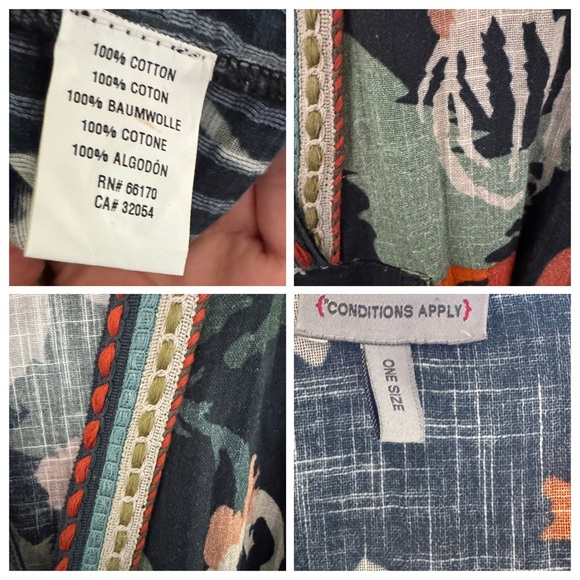 100% COTTON
100% COTON
100% BAUMWOLLE
100% COTONE
100% ALGODÓN
RN# 66170
CA# 32054
{"CONDITIONS APPLY}
ONE SIZE